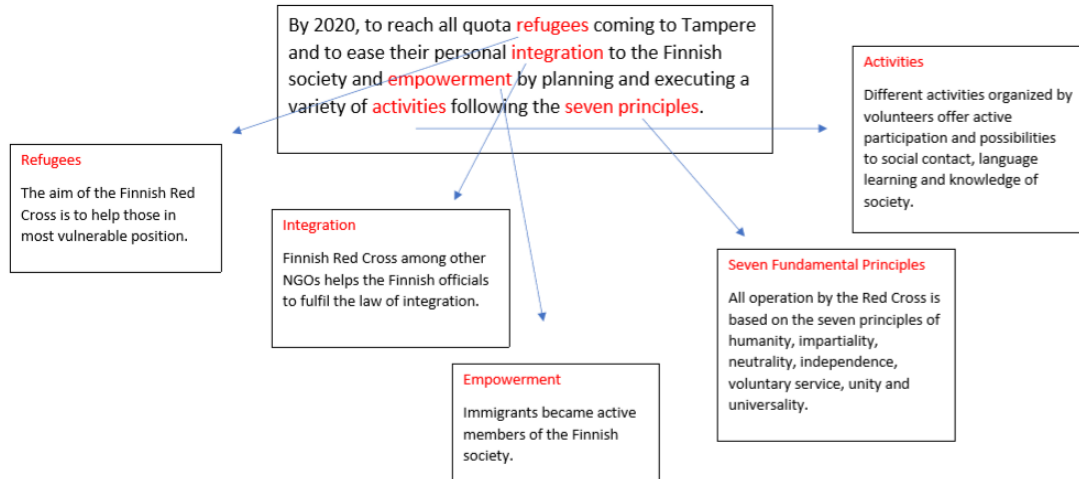 By 2020, to reach all quota refugees coming to Tampere
and to ease their personal integration to the Finnish
society and empowerment by planning and executing a
variety of activities following the seven principles.
Activities
Different activities organized by
volunteers offer active
participation and possibilities
to social contact, language
learning and knowledge of
society.
Refugees
The aim of the Finnish Red
Cross is to help those in
most vulnerable position.
Integration
Finnish Red Cross among other
NGOs helps the Finnish officials
to fulfil the law of integration.
Seven Fundamental Principles
All operation by the Red Cross is
based on the seven principles of
humanity, impartiality,
neutrality, independence,
voluntary service, unity and
universality.
Empowerment
Immigrants became active
members of the Finnish
society.